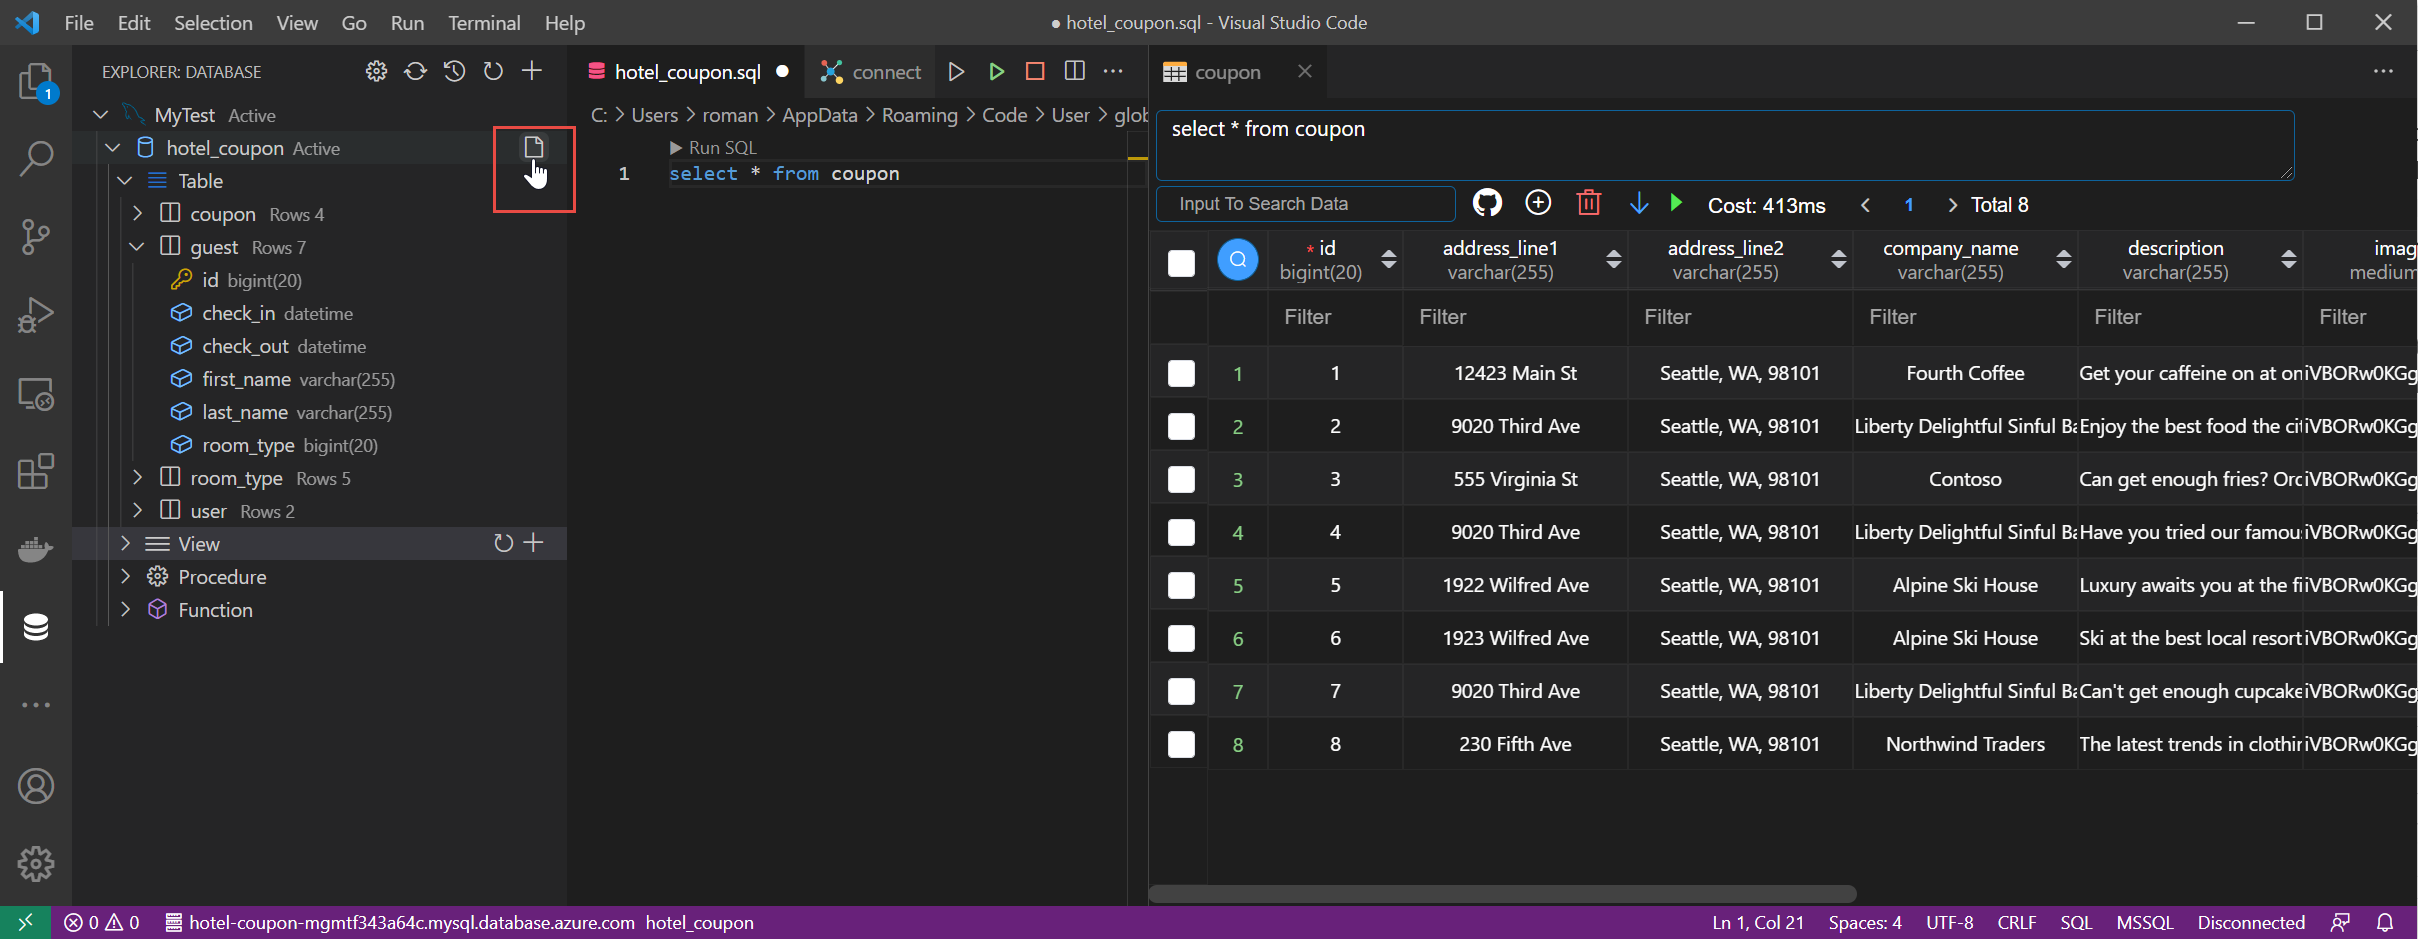 File Edit Selection View Go Run Terminal Help
● hotel_coupon.sql - Visual Studio Code
1
EXPLORER: DATABASE
MyTest Active
hotel_coupon Active
Table
coupon Rows 4
guest Rows 7
id bigint(20)
check_in datetime
check_out datetime
first_name varchar(255)
last_name varchar(255)
room_type bigint(20)
room_type Rows 5
user Rows 2
View
Procedure
Function
hotel_coupon.sql ● connect ···
C: > Users > roman > AppData > Roaming > Code > User > glob
Run SQL
1 select * from coupon
coupon
select * from coupon
Input To Search Data Cost: 413ms < 1 > Total 8
* id address_line1 address_line2 company_name description imag
bigint(20) varchar(255) varchar(255) varchar(255) varchar(255) medium
Filter Filter Filter Filter Filter Filter
1 1 12423 Main St Seattle, WA, 98101 Fourth Coffee Get your caffeine on at on iVBORw0KGg
2 2 9020 Third Ave Seattle, WA, 98101 Liberty Delightful Sinful Ba Enjoy the best food the cit iVBORw0KGg
3 3 555 Virginia St Seattle, WA, 98101 Contoso Can get enough fries? Ord iVBORw0KGg
4 4 9020 Third Ave Seattle, WA, 98101 Liberty Delightful Sinful Ba Have you tried our famou iVBORw0KGg
5 5 1922 Wilfred Ave Seattle, WA, 98101 Alpine Ski House Luxury awaits you at the fi iVBORw0KGg
6 6 1923 Wilfred Ave Seattle, WA, 98101 Alpine Ski House Ski at the best local resort iVBORw0KGg
7 7 9020 Third Ave Seattle, WA, 98101 Liberty Delightful Sinful Ba Can't get enough cupcake iVBORw0KGg
8 8 230 Fifth Ave Seattle, WA, 98101 Northwind Traders The latest trends in clothin iVBORw0KGg
0 0 hotel-coupon-mgmtf343a64c.mysql.database.azure.com hotel_coupon
Ln 1, Col 21 Spaces: 4 UTF-8 CRLF SQL MSSQL Disconnected